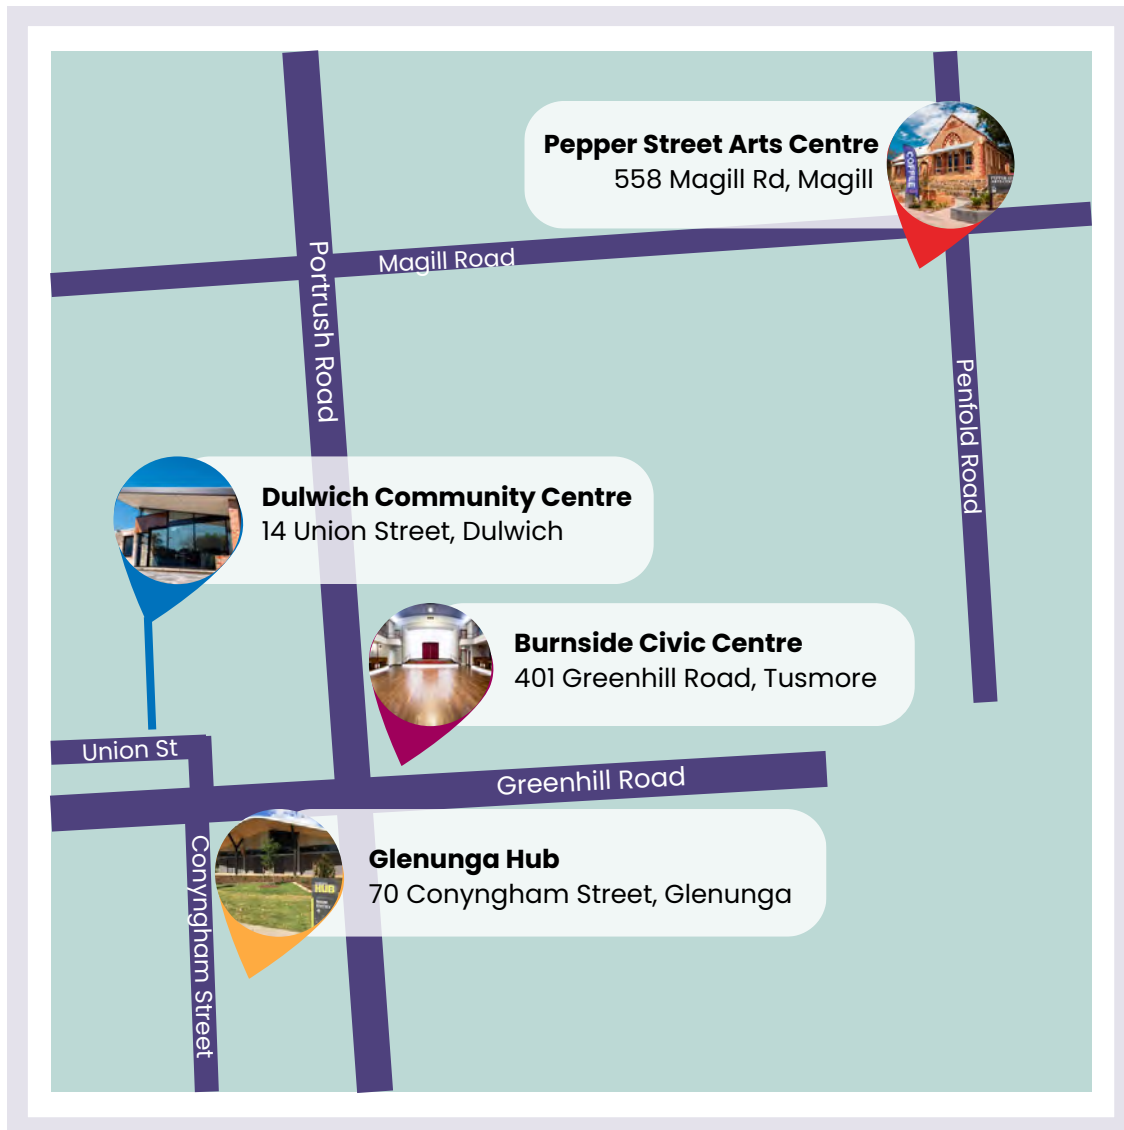 Pepper Street Arts Centre
558 Magill Rd, Magill
COFFEE
Portrush Road
Magill Road
Penfold Road
Dulwich Community Centre
14 Union Street, Dulwich
Burnside Civic Centre
401 Greenhill Road, Tusmore
Union St
Greenhill Road
Conyngham Street
Glenunga Hub
70 Conyngham Street, Glenunga
HUB